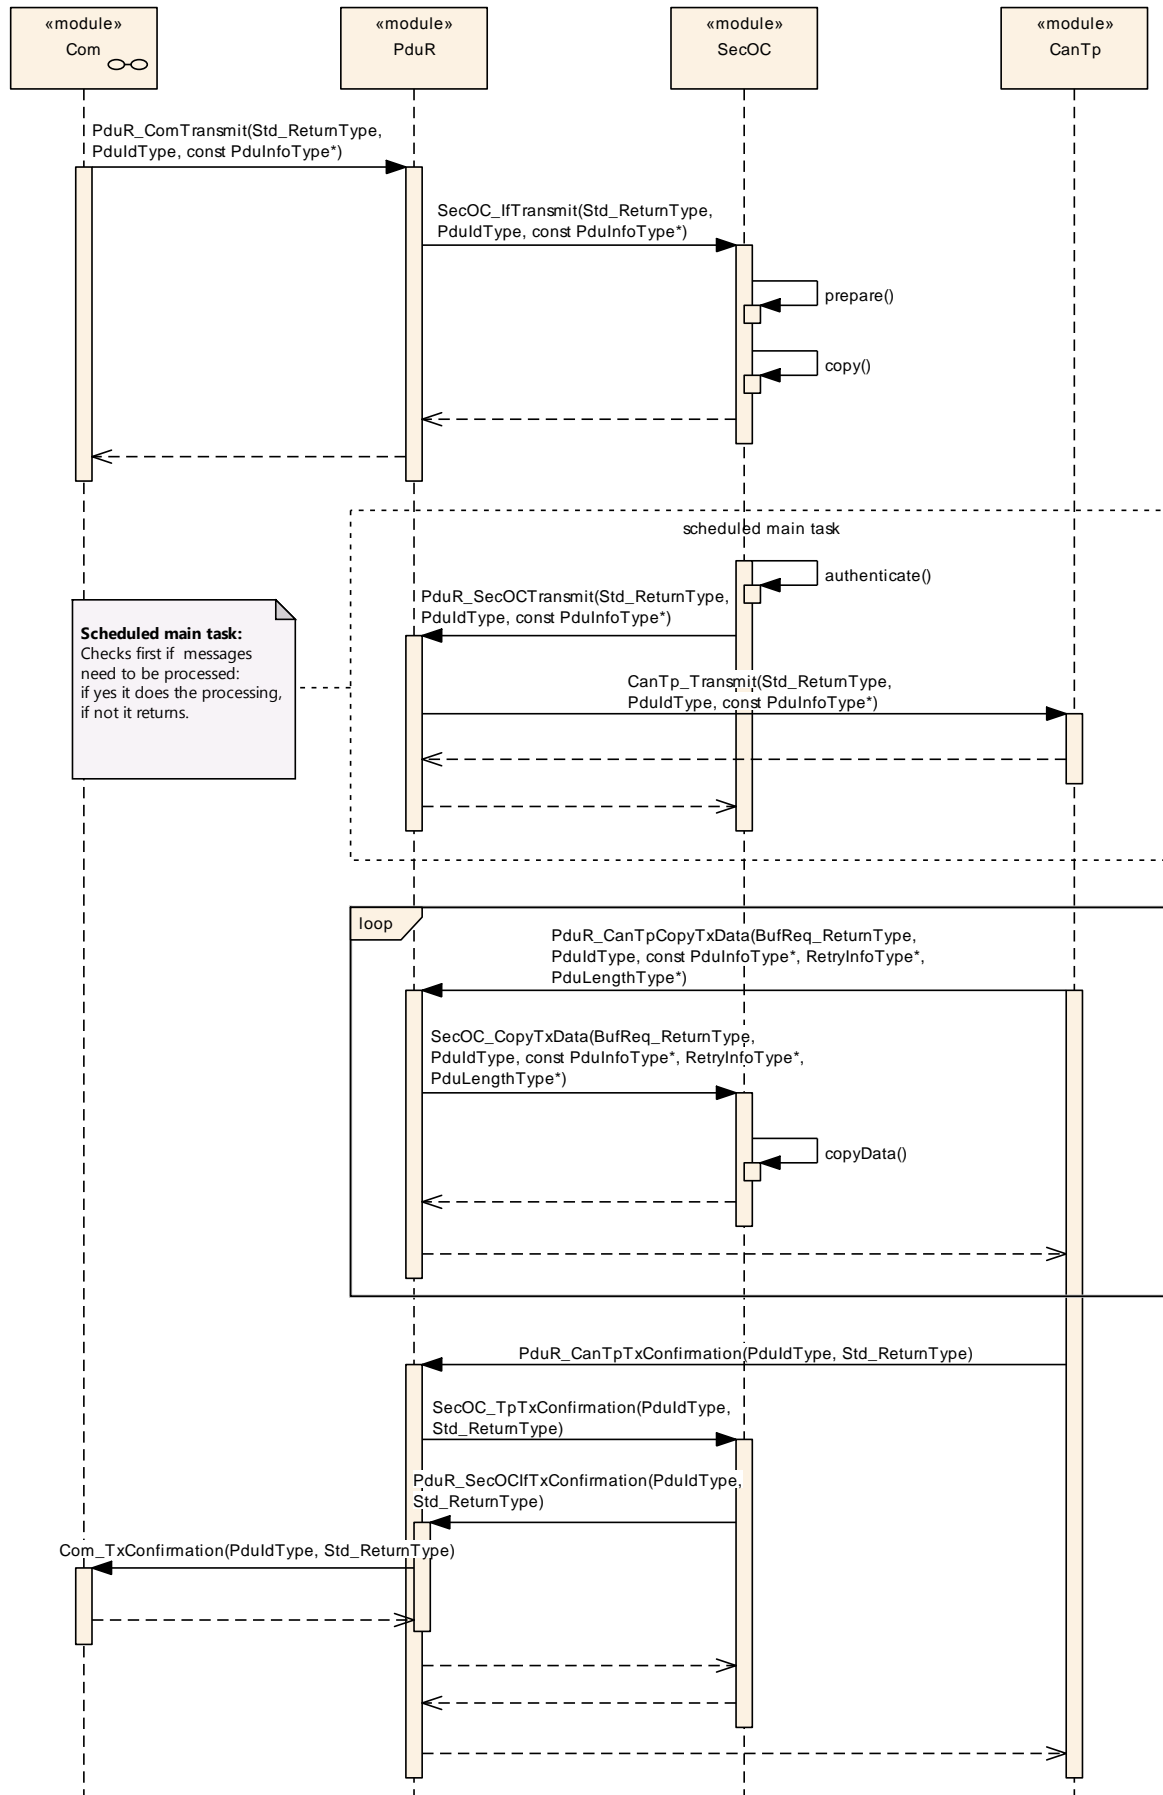 «module»
Com
«module»
PduR
«module»
SecOC
«module»
CanTp
PduR_ComTransmit(Std_ReturnType,
PduIdType, const PduInfoType*)
SecOC_IfTransmit(Std_ReturnType,
PduIdType, const PduInfoType*)
prepare()
copy()
scheduled main task
authenticate()
PduR_SecOCTransmit(Std_ReturnType,
PduIdType, const PduInfoType*)
Scheduled main task:
Checks first if  messages
need to be processed:
if yes it does the processing,
if not it returns.
CanTp_Transmit(Std_ReturnType,
PduIdType, const PduInfoType*)
loop
PduR_CanTpCopyTxData(BufReq_ReturnType,
PduIdType, const PduInfoType*, RetryInfoType*,
PduLengthType*)
SecOC_CopyTxData(BufReq_ReturnType,
PduIdType, const PduInfoType*, RetryInfoType*,
PduLengthType*)
copyData()
PduR_CanTpTxConfirmation(PduIdType, Std_ReturnType)
SecOC_TpTxConfirmation(PduIdType,
Std_ReturnType)
PduR_SecOCIfTxConfirmation(PduIdType,
Std_ReturnType)
Com_TxConfirmation(PduIdType, Std_ReturnType)